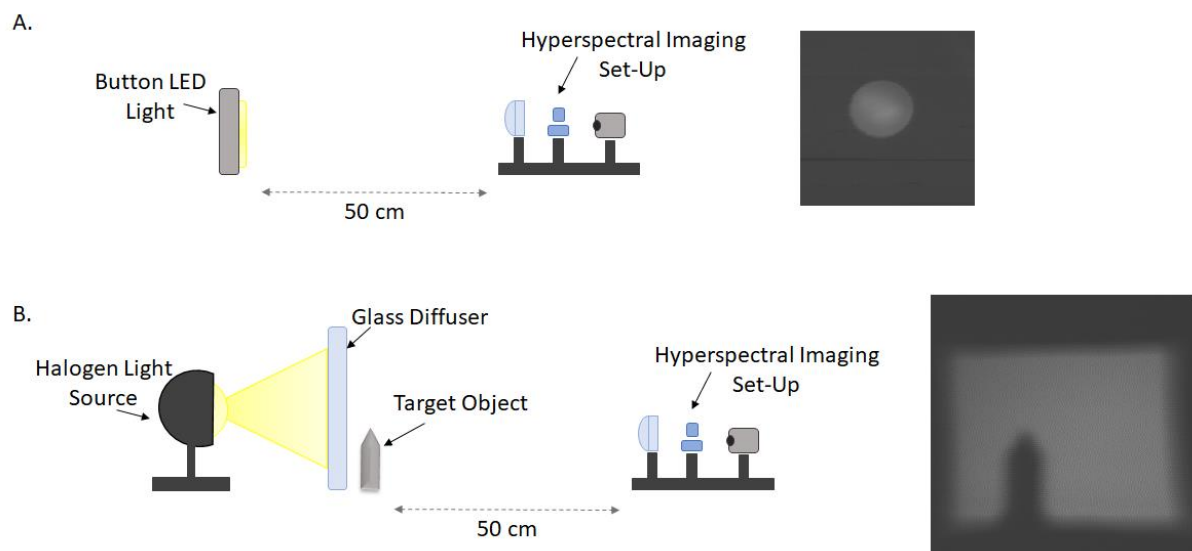 A.
Button LED
Light
Hyperspectral Imaging
Set-Up
50 cm
B.
Halogen Light
Source
Glass Diffuser
Target Object
Hyperspectral Imaging
Set-Up
50 cm